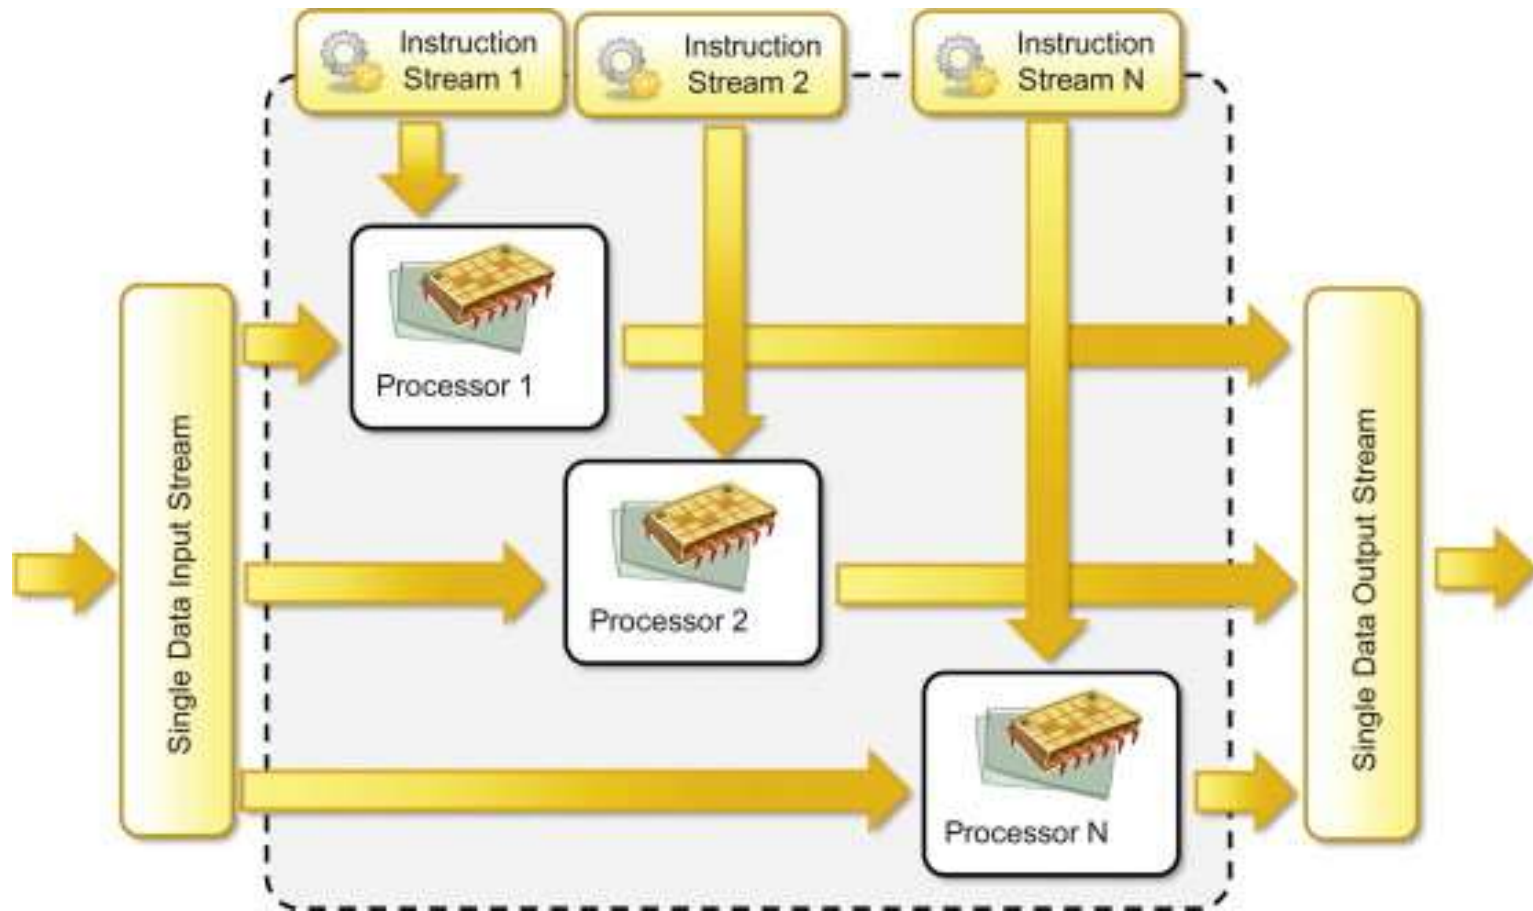 Instruction
Stream 1
Instruction
Stream 2
Instruction
Stream N
Processor 1
Single Data Input Stream
Processor 2
Single Data Output Stream
Processor N